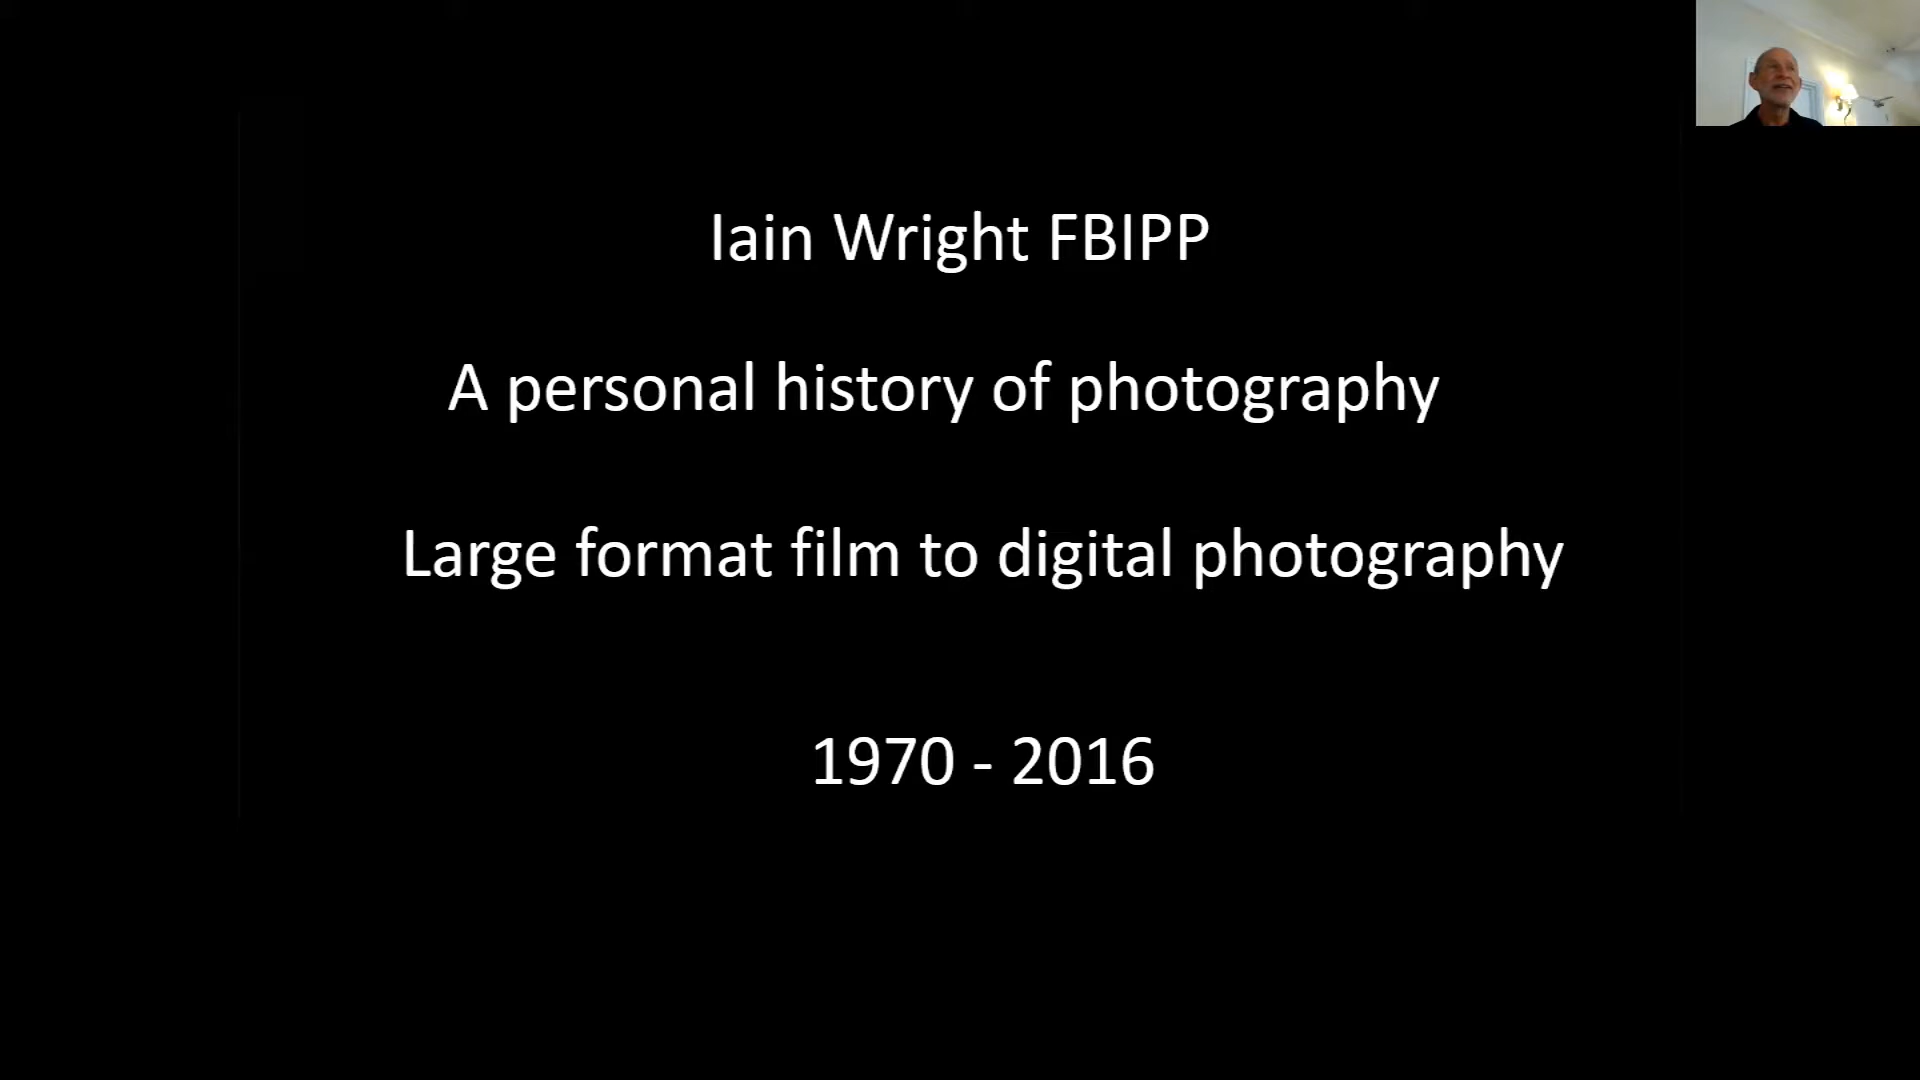 Iain Wright FBIPP
A personal history of photography
Large format film to digital photography
1970 - 2016